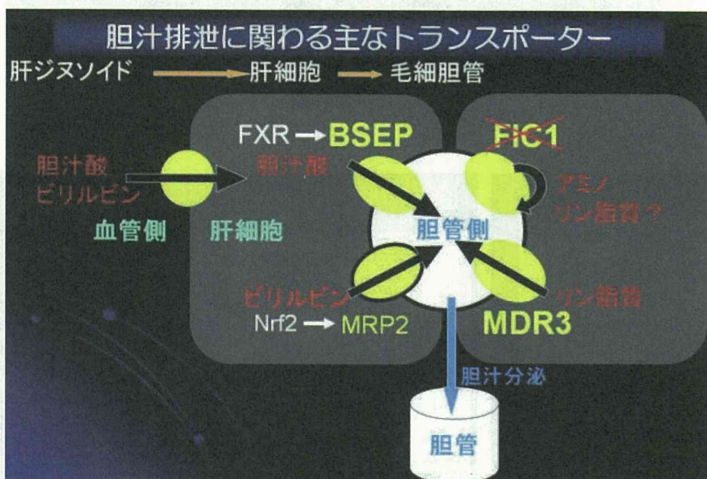 胆汁排泄に関わる主なトランスポーター
肝ジヌソイド
肝細胞
毛細胆管
FXR
BSEP
FIC1
胆汁酸
ビリルビン
胆汁酸
アミノ
リン脂質？
血管側
肝細胞
胆管側
ビリルビン
リン脂質
Nrf2
MRP2
MDR3
胆汁分泌
胆管